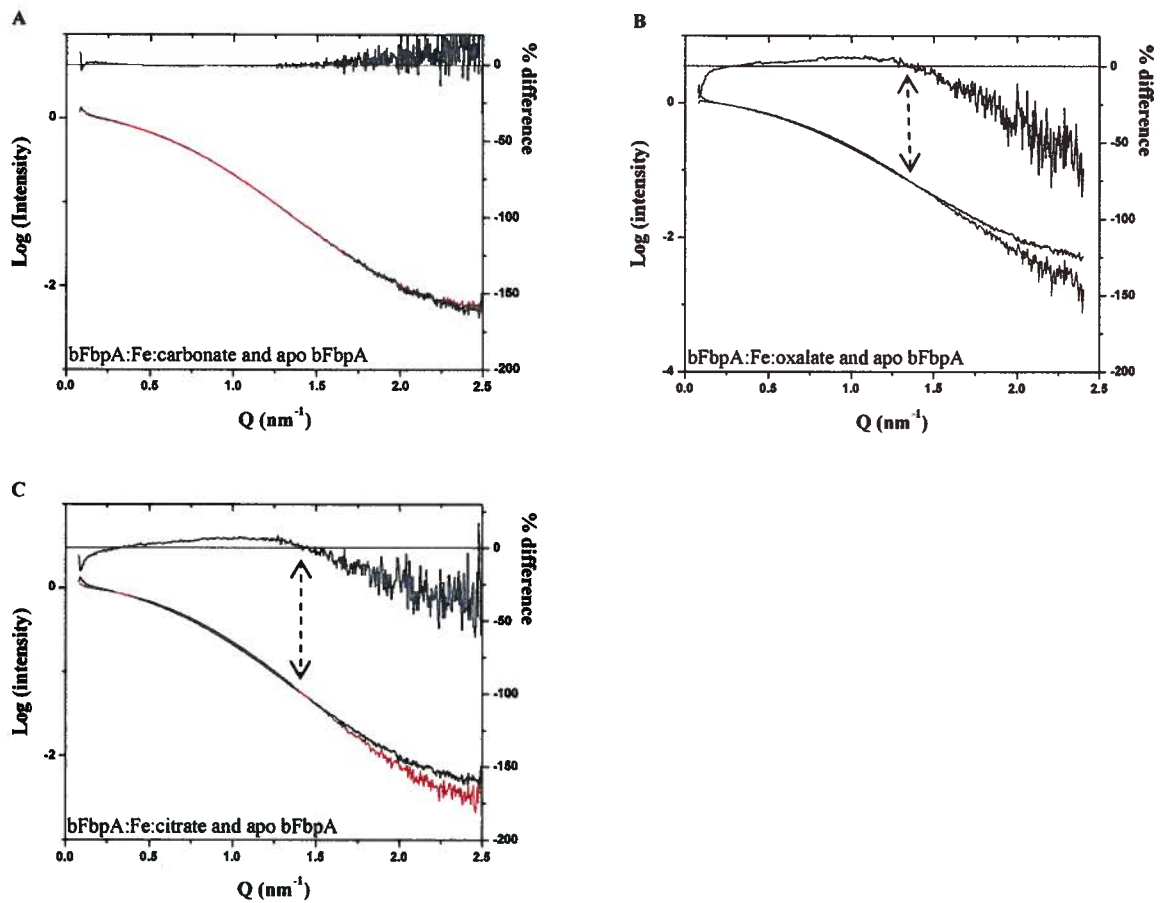 A
0
-2
Log (Intensity)
0
-50
-100
-150
-200
% difference
bFbpA:Fe:carbonate and apo bFbpA
0.0 0.5 1.0 1.5 2.0 2.5
Q (nm-1)
B
0
-2
-4
Log (intensity)
0
-50
-100
-150
-200
% difference
bFbpA:Fe:oxalate and apo bFbpA
0.0 0.5 1.0 1.5 2.0 2.5
Q (nm-1)
C
0
-2
Log (intensity)
0
-50
-100
-150
-200
% difference
bFbpA:Fe:citrate and apo bFbpA
0.0 0.5 1.0 1.5 2.0 2.5
Q (nm-1)